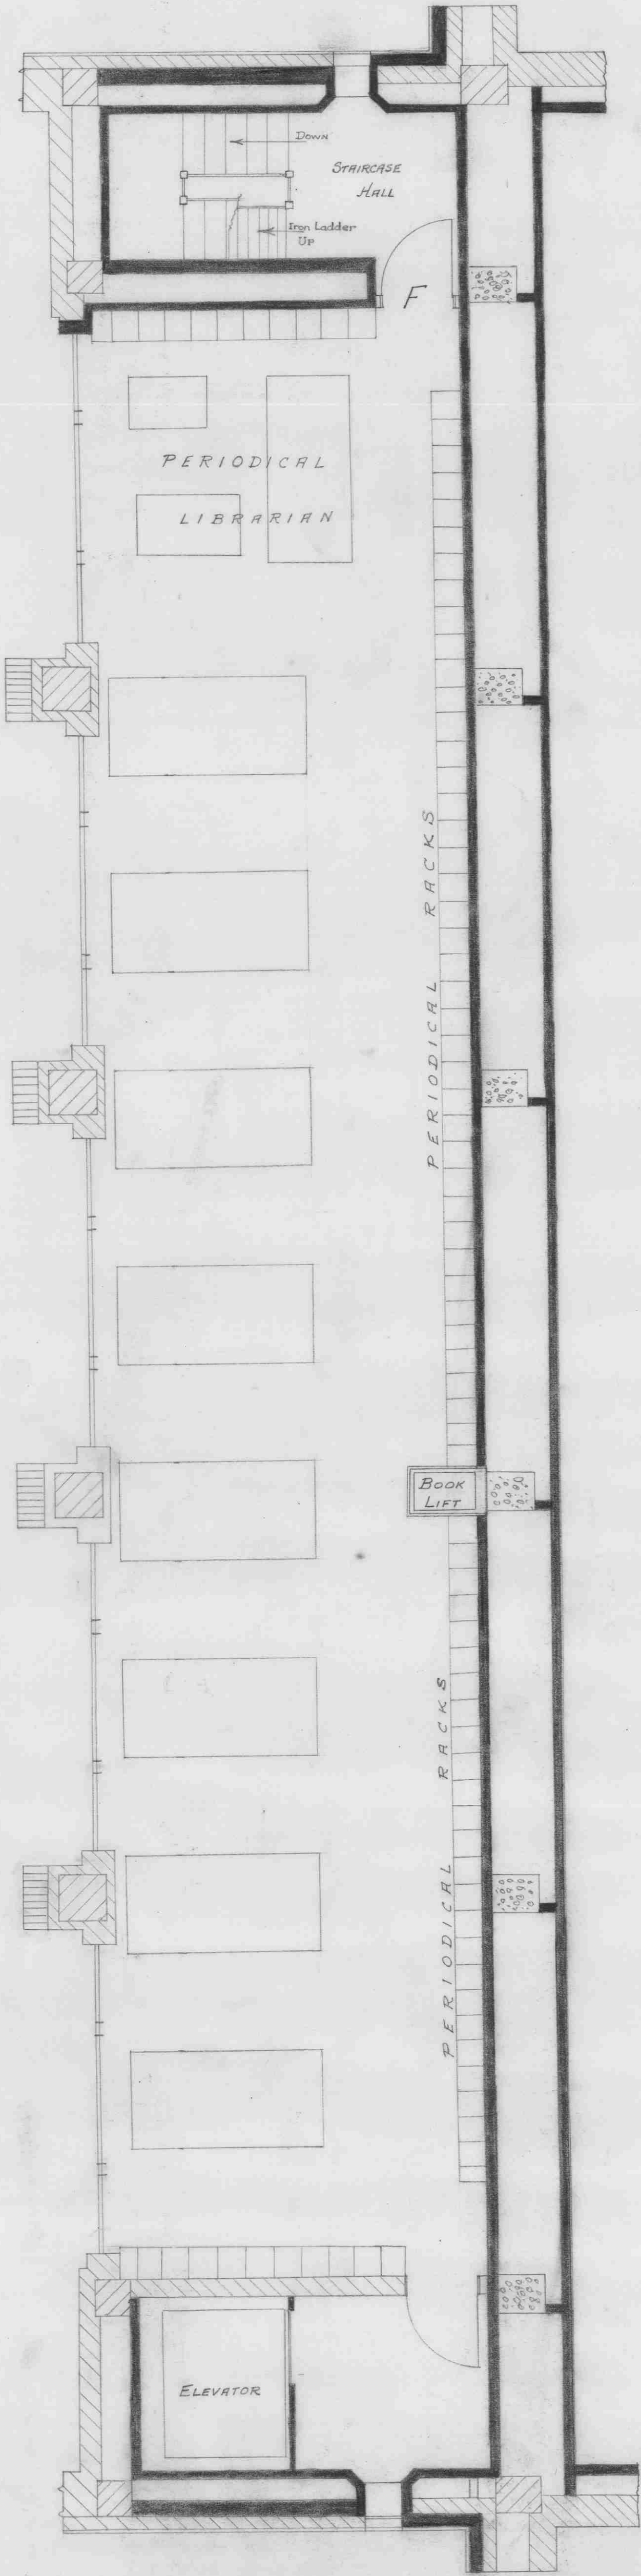 Down
STAIRCASE
HALL
Iron Ladder
UP
F
PERIODICAL
LIBRARIAN
PERIODICAL RACKS
BOOK
LIFT
PERIODICAL RACKS
ELEVATOR